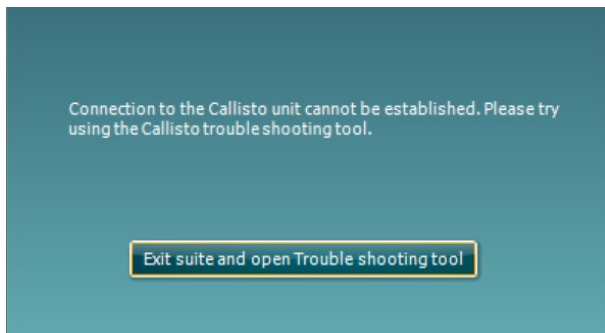 Connection to the Callisto unit cannot be established. Please try
using the Callisto trouble shooting tool.
Exit suite and open Trouble shooting tool